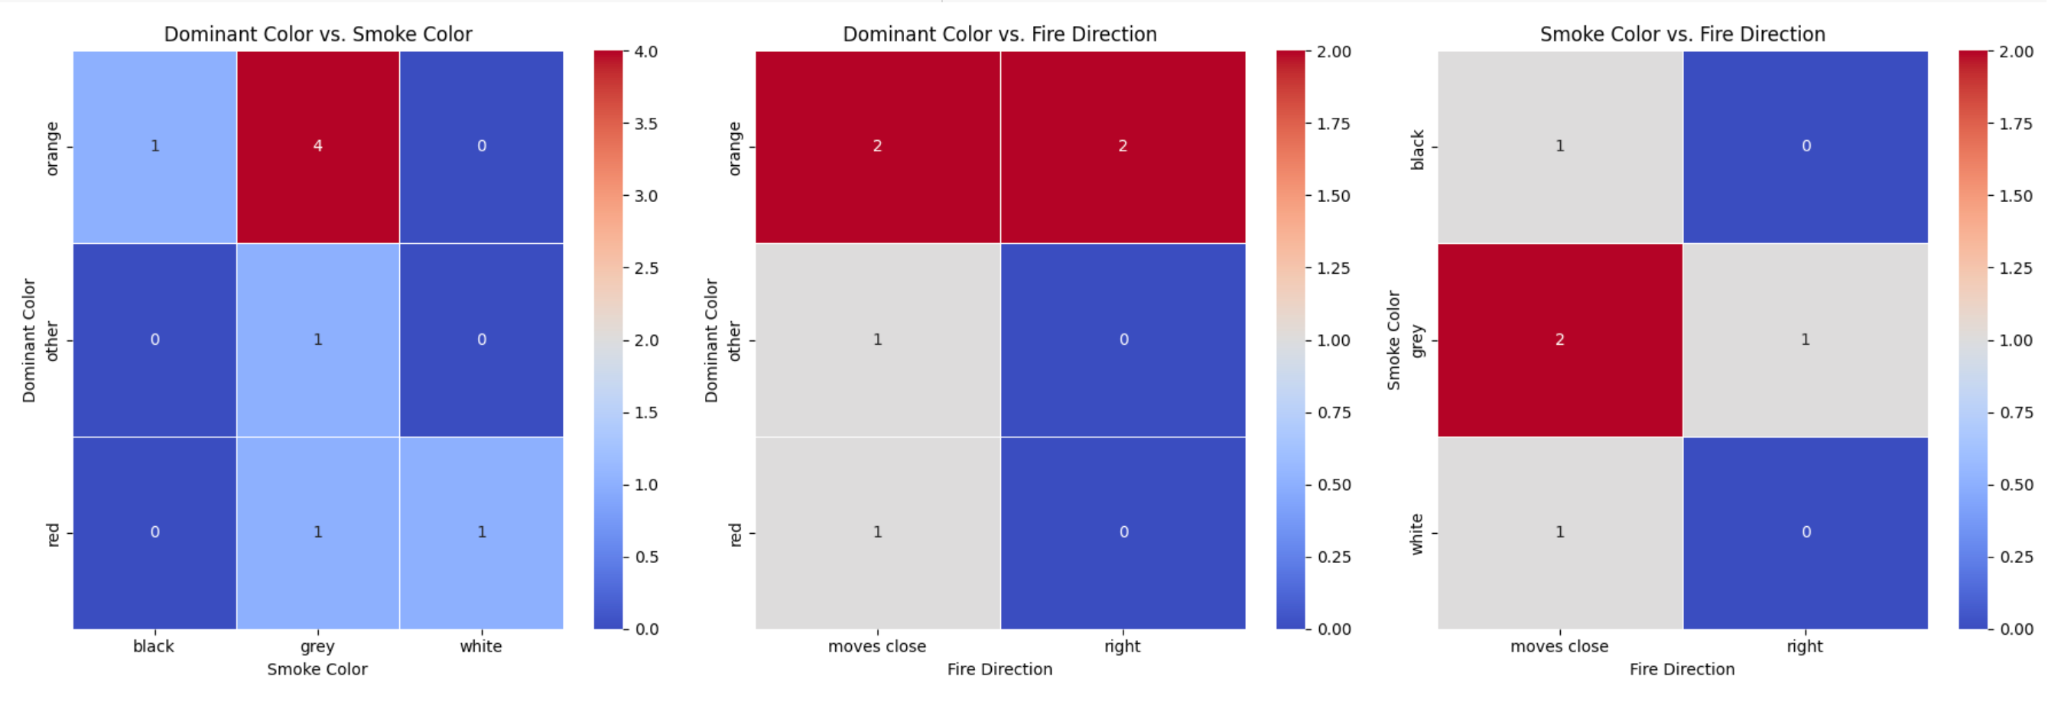 Dominant Color vs. Smoke Color
Dominant Color
orange
other
red
1 4 0
0 1 0
0 1 1
black grey white
Smoke Color
4.0
3.5
3.0
2.5
2.0
1.5
1.0
0.5
0.0
Dominant Color vs. Fire Direction
Dominant Color
orange
other
red
2 2
1 0
1 0
moves close right
Fire Direction
2.00
1.75
1.50
1.25
1.00
0.75
0.50
0.25
0.00
Smoke Color vs. Fire Direction
Smoke Color
black
grey
white
1 0
2 1
1 0
moves close right
Fire Direction
2.00
1.75
1.50
1.25
1.00
0.75
0.50
0.25
0.00